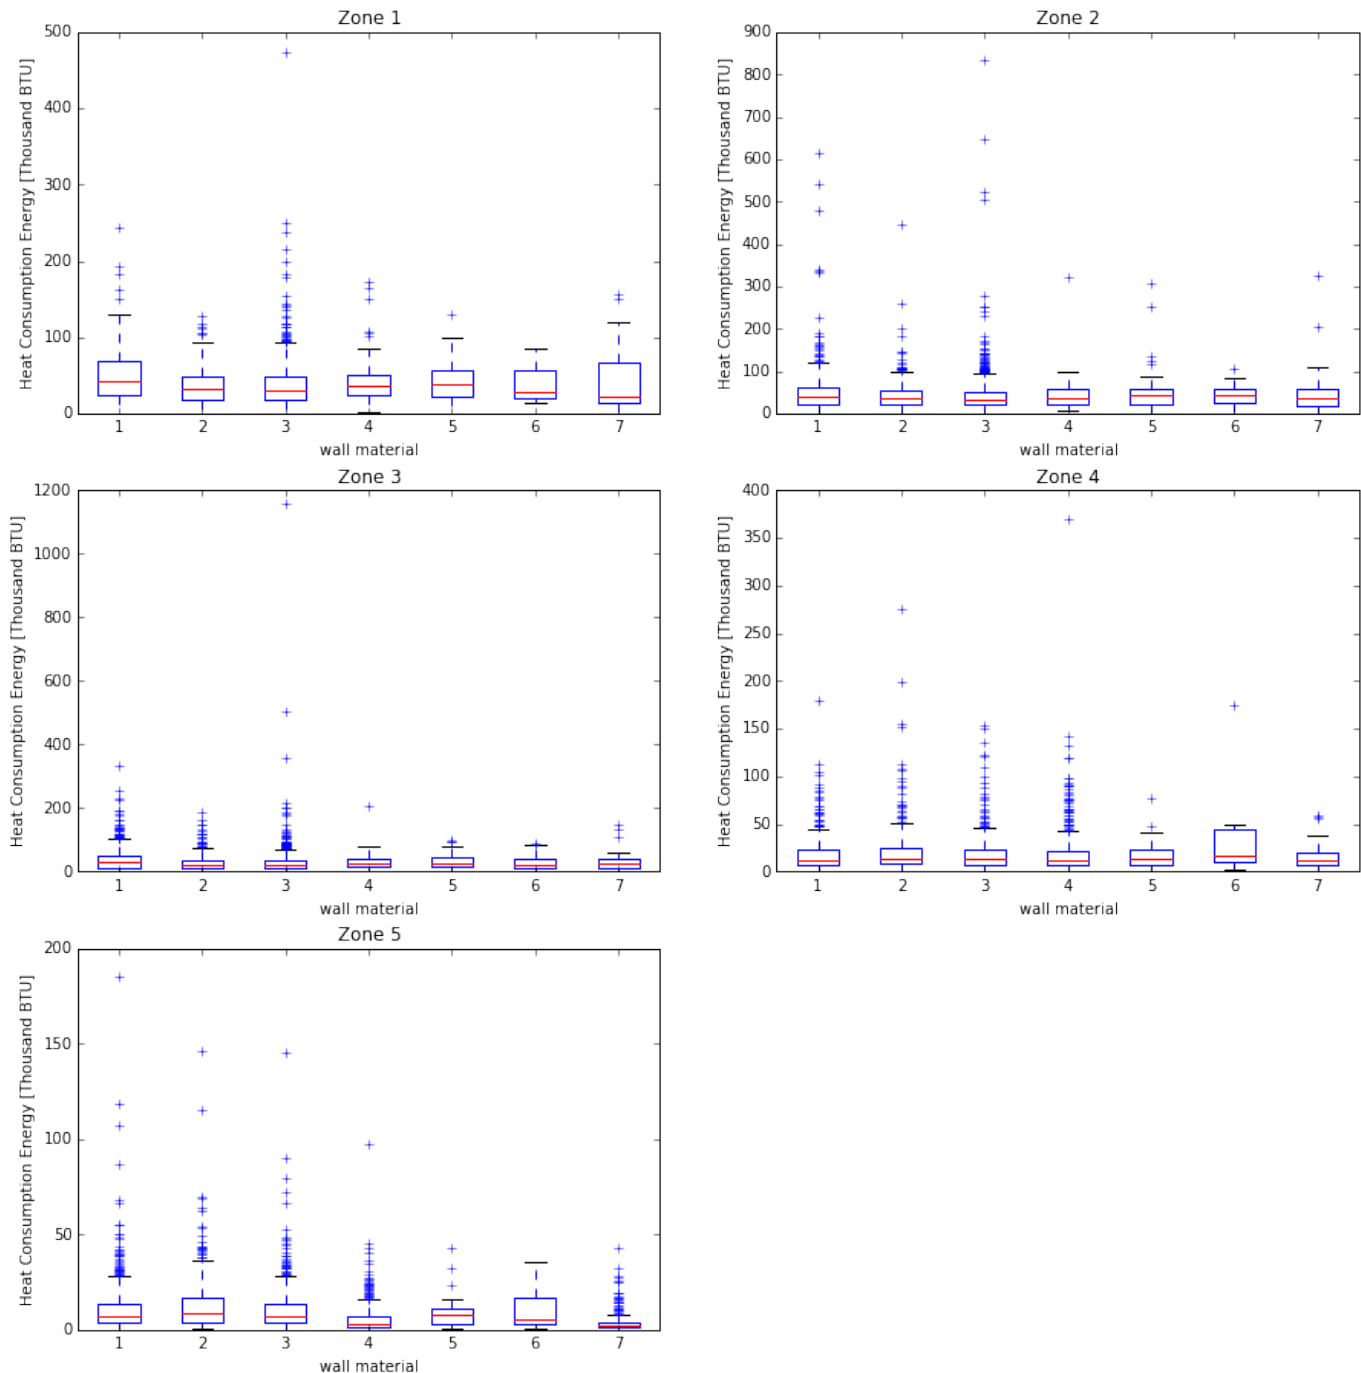 Zone 1
500
400
300
200
100
0
Heat Consumption Energy [Thousand BTU]
1 2 3 4 5 6 7
wall material
Zone 2
900
800
700
600
500
400
300
200
100
0
Heat Consumption Energy [Thousand BTU]
1 2 3 4 5 6 7
wall material
Zone 3
1200
1000
800
600
400
200
0
Heat Consumption Energy [Thousand BTU]
1 2 3 4 5 6 7
wall material
Zone 4
400
350
300
250
200
150
100
50
0
Heat Consumption Energy [Thousand BTU]
1 2 3 4 5 6 7
wall material
Zone 5
200
150
100
50
0
Heat Consumption Energy [Thousand BTU]
1 2 3 4 5 6 7
wall material